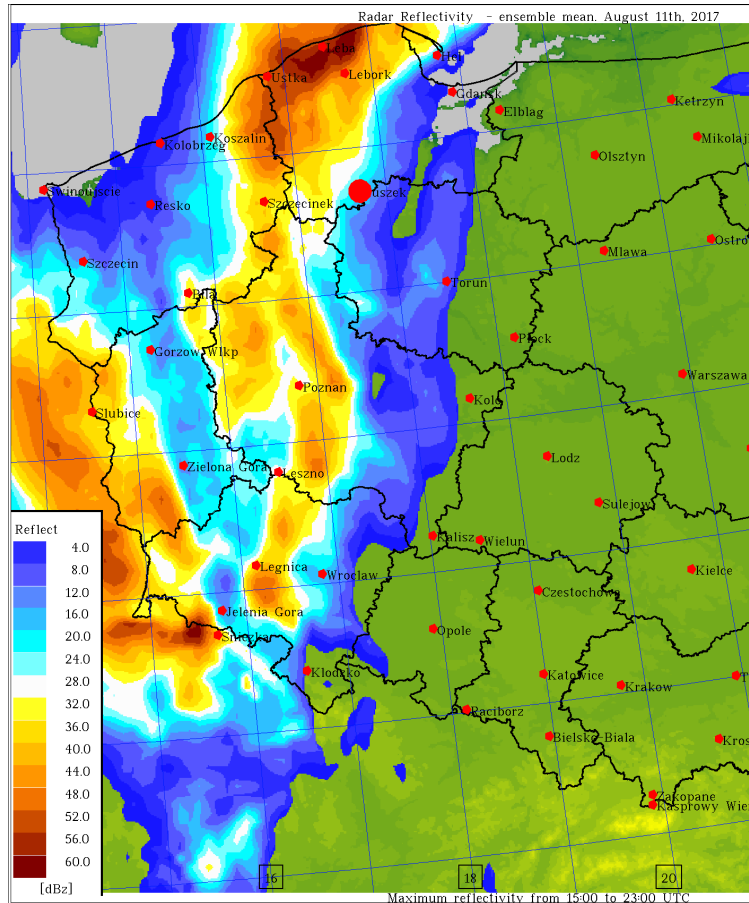 Radar Reflectivity - ensemble mean. August 11th, 2017
Leba
Hel
Ustka
Lebork
Gdansk
Elblag
Ketrzyn
Kolobrzeg
Koszalin
Mikolaj
Olsztyn
Swinoujscie
Resko
Szczecinek
uszek
Szczecin
Mlawa
Ostro
Pila
Torun
Plock
Gorzow Wlkp
Warszawa
Poznan
Slubice
Kolo
Lodz
Zielona Gora
Leszno
Sulejow
Reflect
4.0
8.0
12.0
16.0
20.0
24.0
28.0
32.0
36.0
40.0
44.0
48.0
52.0
56.0
60.0
[dBz]
Kalisz
Wielun
Legnica
Wroclaw
Kielce
Czestochowa
Jelenia Gora
Sniezka
Opole
Klodzko
Katowice
Krakow
T
Raciborz
Bielsko-Biala
Kros
Zakopane
Kasprowy Wie
16
18
20
Maximum reflectivity from 15:00 to 23:00 UTC